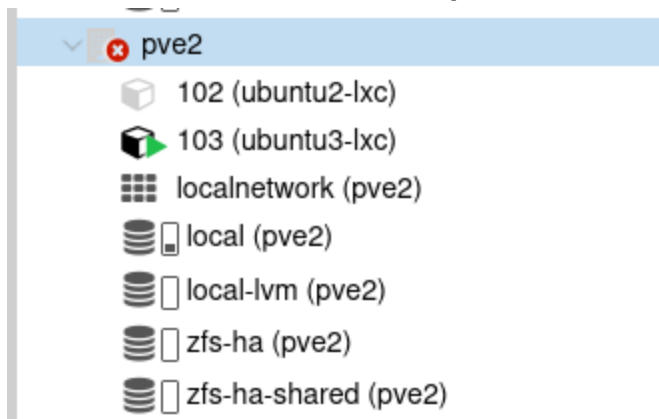 pve2
102 (ubuntu2-lxc)
103 (ubuntu3-lxc)
localnetwork (pve2)
local (pve2)
local-lvm (pve2)
zfs-ha (pve2)
zfs-ha-shared (pve2)